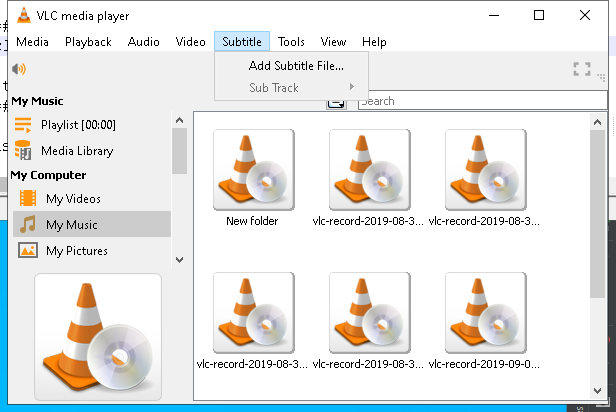 VLC media player
Media Playback Audio Video Subtitle Tools View Help
Add Subtitle File...
Sub Track
Search
My Music
Playlist [00:00]
Media Library
My Computer
My Videos
My Music
My Pictures
New folder
vlc-record-2019-08-3...
vlc-record-2019-08-3...
vlc-record-2019-08-3...
vlc-record-2019-08-3...
vlc-record-2019-09-0...